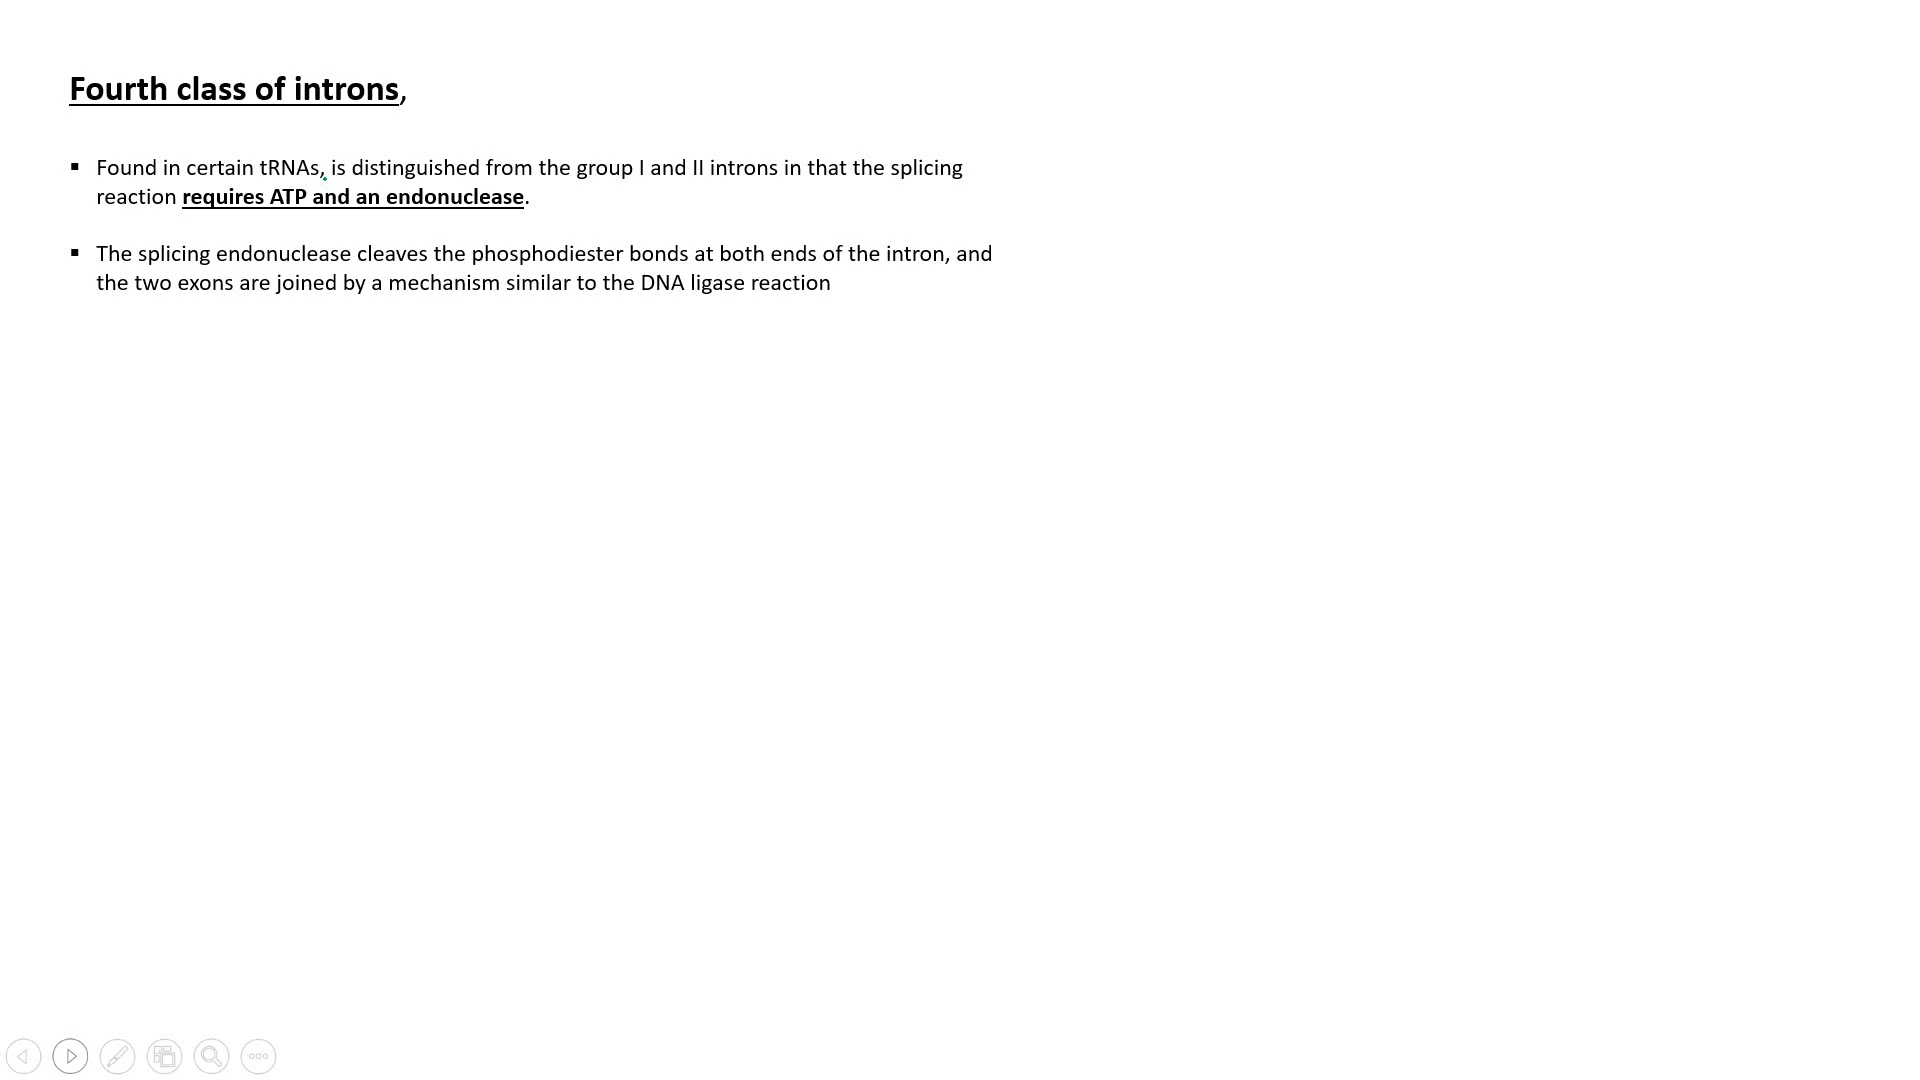 Fourth class of introns,
▪ Found in certain tRNAs, is distinguished from the group I and II introns in that the splicing
reaction requires ATP and an endonuclease.
▪ The splicing endonuclease cleaves the phosphodiester bonds at both ends of the intron, and
the two exons are joined by a mechanism similar to the DNA ligase reaction